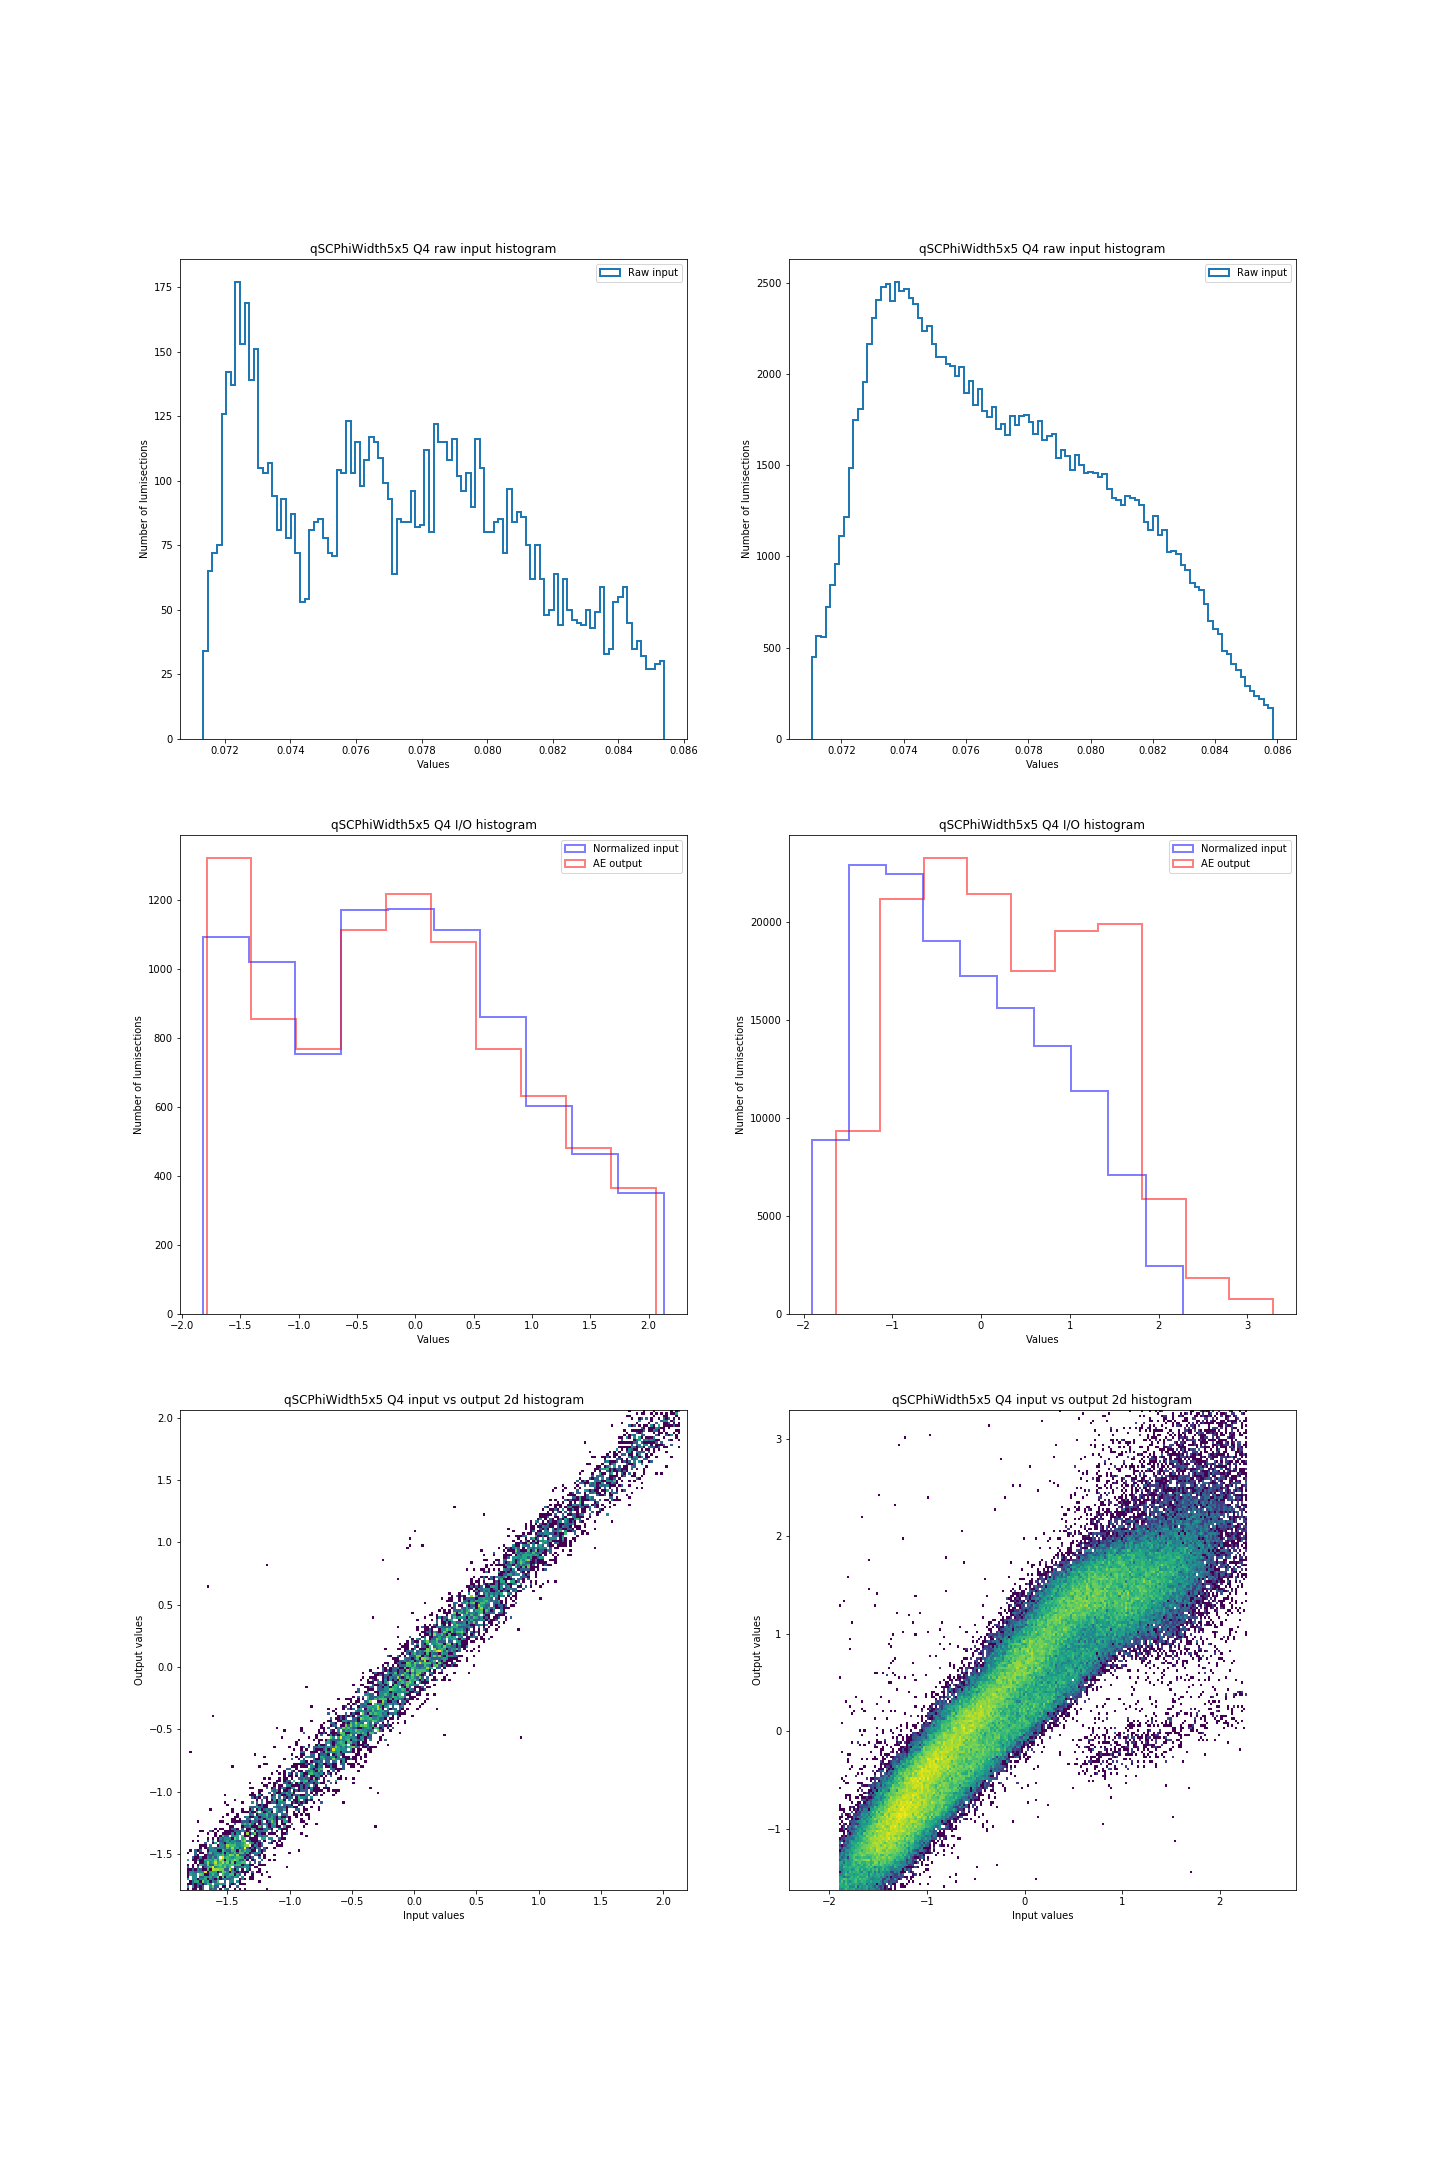 qSCPhiWidth5x5 Q4 raw input histogram
Raw input
Number of lumisections
175
150
125
100
75
50
25
0
0.072 0.074 0.076 0.078 0.080 0.082 0.084 0.086
Values
qSCPhiWidth5x5 Q4 raw input histogram
Raw input
Number of lumisections
2500
2000
1500
1000
500
0
0.072 0.074 0.076 0.078 0.080 0.082 0.084 0.086
Values
qSCPhiWidth5x5 Q4 I/O histogram
Normalized input
AE output
Number of lumisections
1200
1000
800
600
400
200
0
−2.0 −1.5 −1.0 −0.5 0.0 0.5 1.0 1.5 2.0
Values
qSCPhiWidth5x5 Q4 I/O histogram
Normalized input
AE output
Number of lumisections
20000
15000
10000
5000
0
−2 −1 0 1 2 3
Values
qSCPhiWidth5x5 Q4 input vs output 2d histogram
Output values
2.0
1.5
1.0
0.5
0.0
−0.5
−1.0
−1.5
−1.5 −1.0 −0.5 0.0 0.5 1.0 1.5 2.0
Input values
qSCPhiWidth5x5 Q4 input vs output 2d histogram
Output values
3
2
1
0
−1
−2 −1 0 1 2
Input values